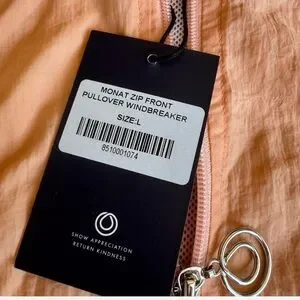 MONAT ZIP FRONT
PULLOVER WINDBREAKER
SIZE:L
8510001074
SHOW APPRECIATION
RETURN KINDNESS